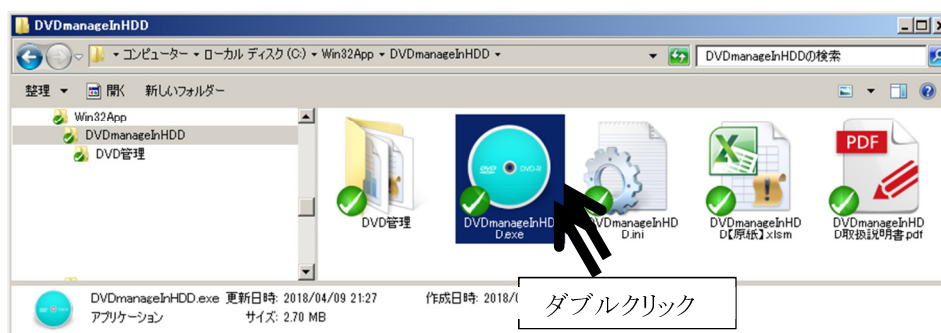 DVDmanageInHDD
コンピューター ▾ ローカル ディスク (C:) ▾ Win32App ▾ DVDmanageInHDD ▾
DVDmanageInHDDの検索
整理 ▼ 開く 新しいフォルダー
Win32App
DVDmanageInHDD
DVD管理
PDF
DVD DVD-R
DVD管理
DVDmanageInHD
D.exe
DVDmanageInHD
D.ini
DVDmanageInHD
D【原紙】.xlsm
DVDmanageInHD
D取扱説明書.pdf
ダブルクリック
DVDmanageInHDD.exe 更新日時: 2018/04/09 21:27 作成日時: 2018/
アプリケーション サイズ: 2.70 MB